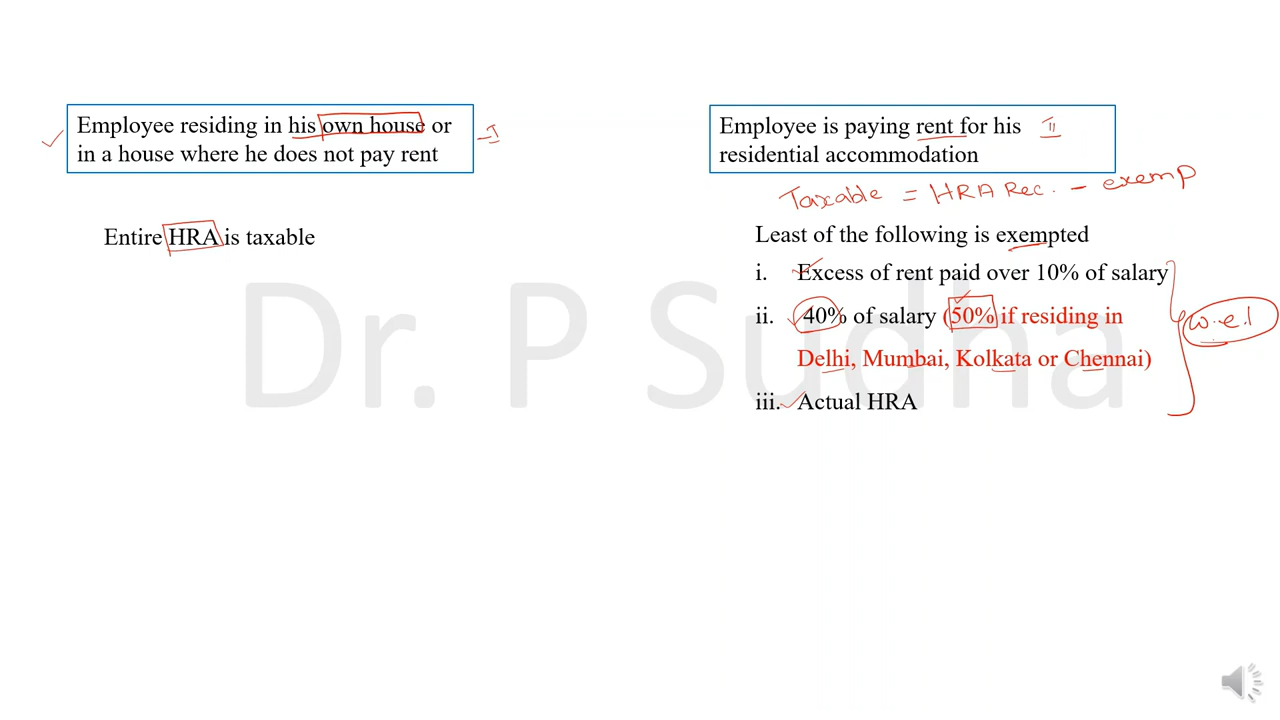 Employee residing in his own house or
in a house where he does not pay rent
- I
Entire HRA is taxable
Employee is paying rent for his
residential accommodation
II
Taxable = HRA Rec. - exemp
Least of the following is exempted
i. Excess of rent paid over 10% of salary
ii. 40% of salary (50% if residing in
Delhi, Mumbai, Kolkata or Chennai)
iii. Actual HRA
w.e.l
Dr. P Sudha